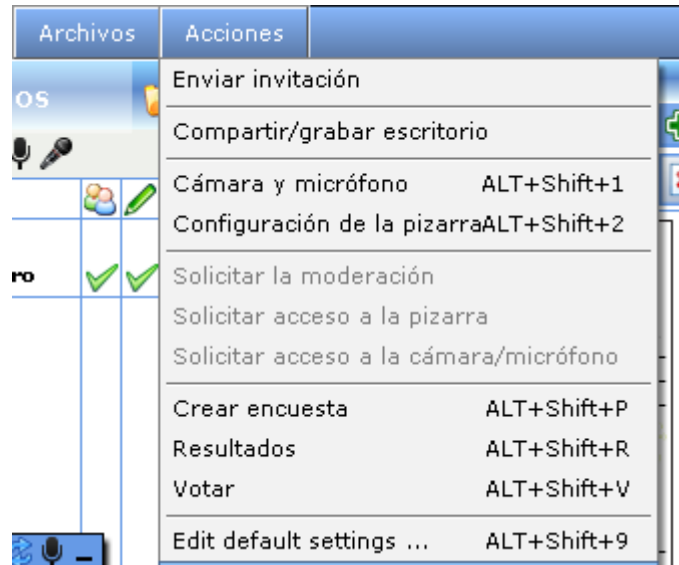 Archivos Acciones
os
Enviar invitación
Compartir/grabar escritorio
Cámara y micrófono ALT+Shift+1
Configuración de la pizarraALT+Shift+2
ro
Solicitar la moderación
Solicitar acceso a la pizarra
Solicitar acceso a la cámara/micrófono
Crear encuesta ALT+Shift+P
Resultados ALT+Shift+R
Votar ALT+Shift+V
Edit default settings ... ALT+Shift+9